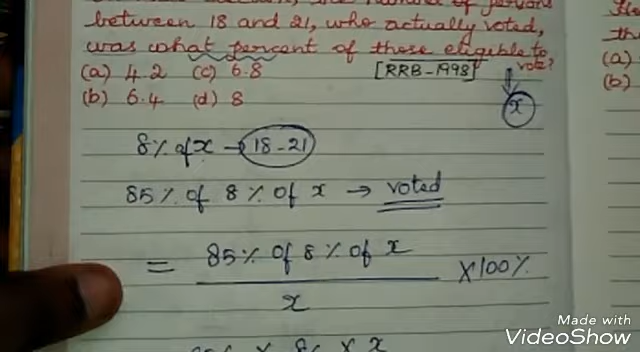 between 18 and 21, who actually voted,
was what percent of those eligible to
vote?
[RRB-1998]
(a) 4.2 (c) 6.8
(b) 6.4 (d) 8
x
8% of x → 18-21
85% of 8% of x → voted
= 85% of 8% of x
x
×100%
(a)
(b)
Made with
VideoShow